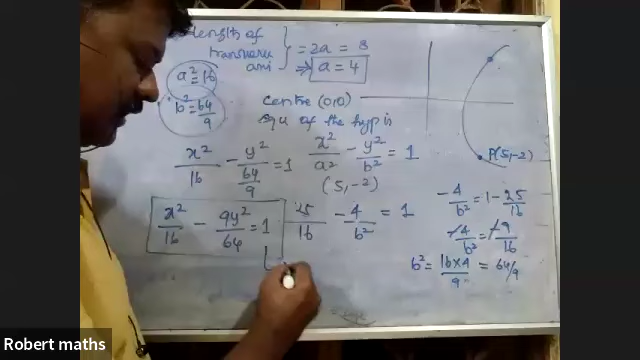 length of
transverse
axis
= 2a = 8
⇒ a = 4
a² = 16
b² = 64/9
centre (0,0)
equ of the hyp is
x²/a² - y²/b² = 1
x²/16 - y²/(64/9) = 1
(5,-2)
P(5,-2)
25/16 - 4/b² = 1
x²/16 - 9y²/64 = 1
-4/b² = 1 - 25/16
-4/b² = -9/16
b² = 16×4/9 = 64/9
Robert maths